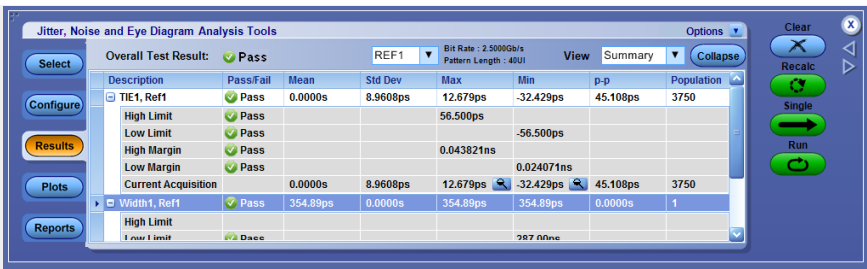 Jitter, Noise and Eye Diagram Analysis Tools Options Clear
Select Overall Test Result: Pass REF1 Bit Rate : 2.5000Gb/s View Summary Collapse
Pattern Length : 40UI
Recalc
Description Pass/Fail Mean Std Dev Max Min p-p Population
TIE1, Ref1 Pass 0.0000s 8.9608ps 12.679ps -32.429ps 45.108ps 3750
Configure High Limit Pass 56.500ps Single
Low Limit Pass -56.500ps
Results High Margin Pass 0.043821ns Run
Low Margin Pass 0.024071ns
Plots Current Acquisition 0.0000s 8.9608ps 12.679ps -32.429ps 45.108ps 3750
Width1, Ref1 Pass 354.89ps 0.0000s 354.89ps 354.89ps 0.0000s 1
Reports High Limit
Low Limit Pass 287.00ps